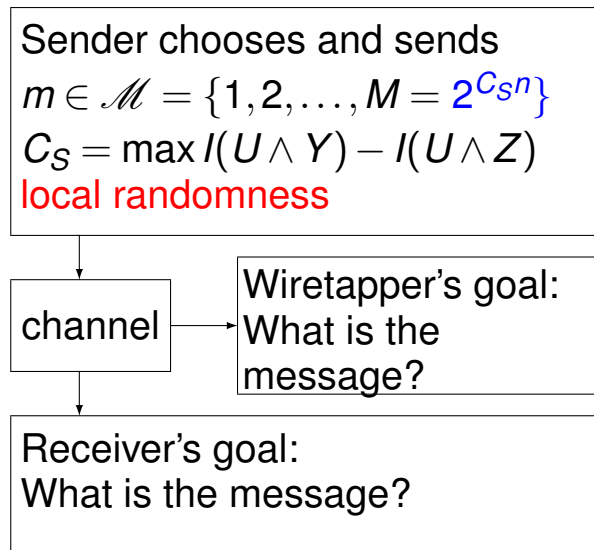 Sender chooses and sends
m ∈ ℳ = {1, 2, …, M = 2^{C_S n}}
C_S = max I(U ∧ Y) − I(U ∧ Z)
local randomness
channel
Wiretapper's goal:
What is the
message?
Receiver's goal:
What is the message?